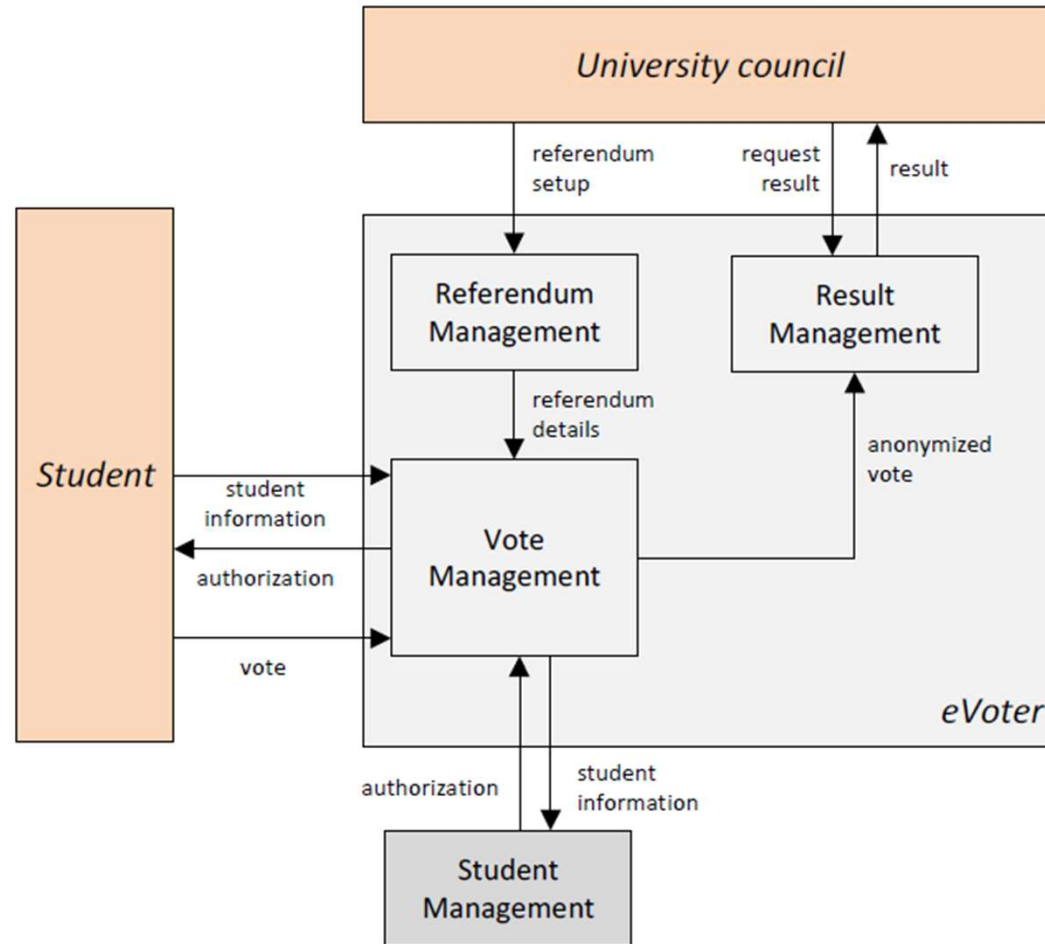 University council
referendum
setup
request
result
result
Referendum
Management
Result
Management
referendum
details
anonymized
vote
Student
student
information
authorization
vote
Vote
Management
eVoter
authorization
student
information
Student
Management